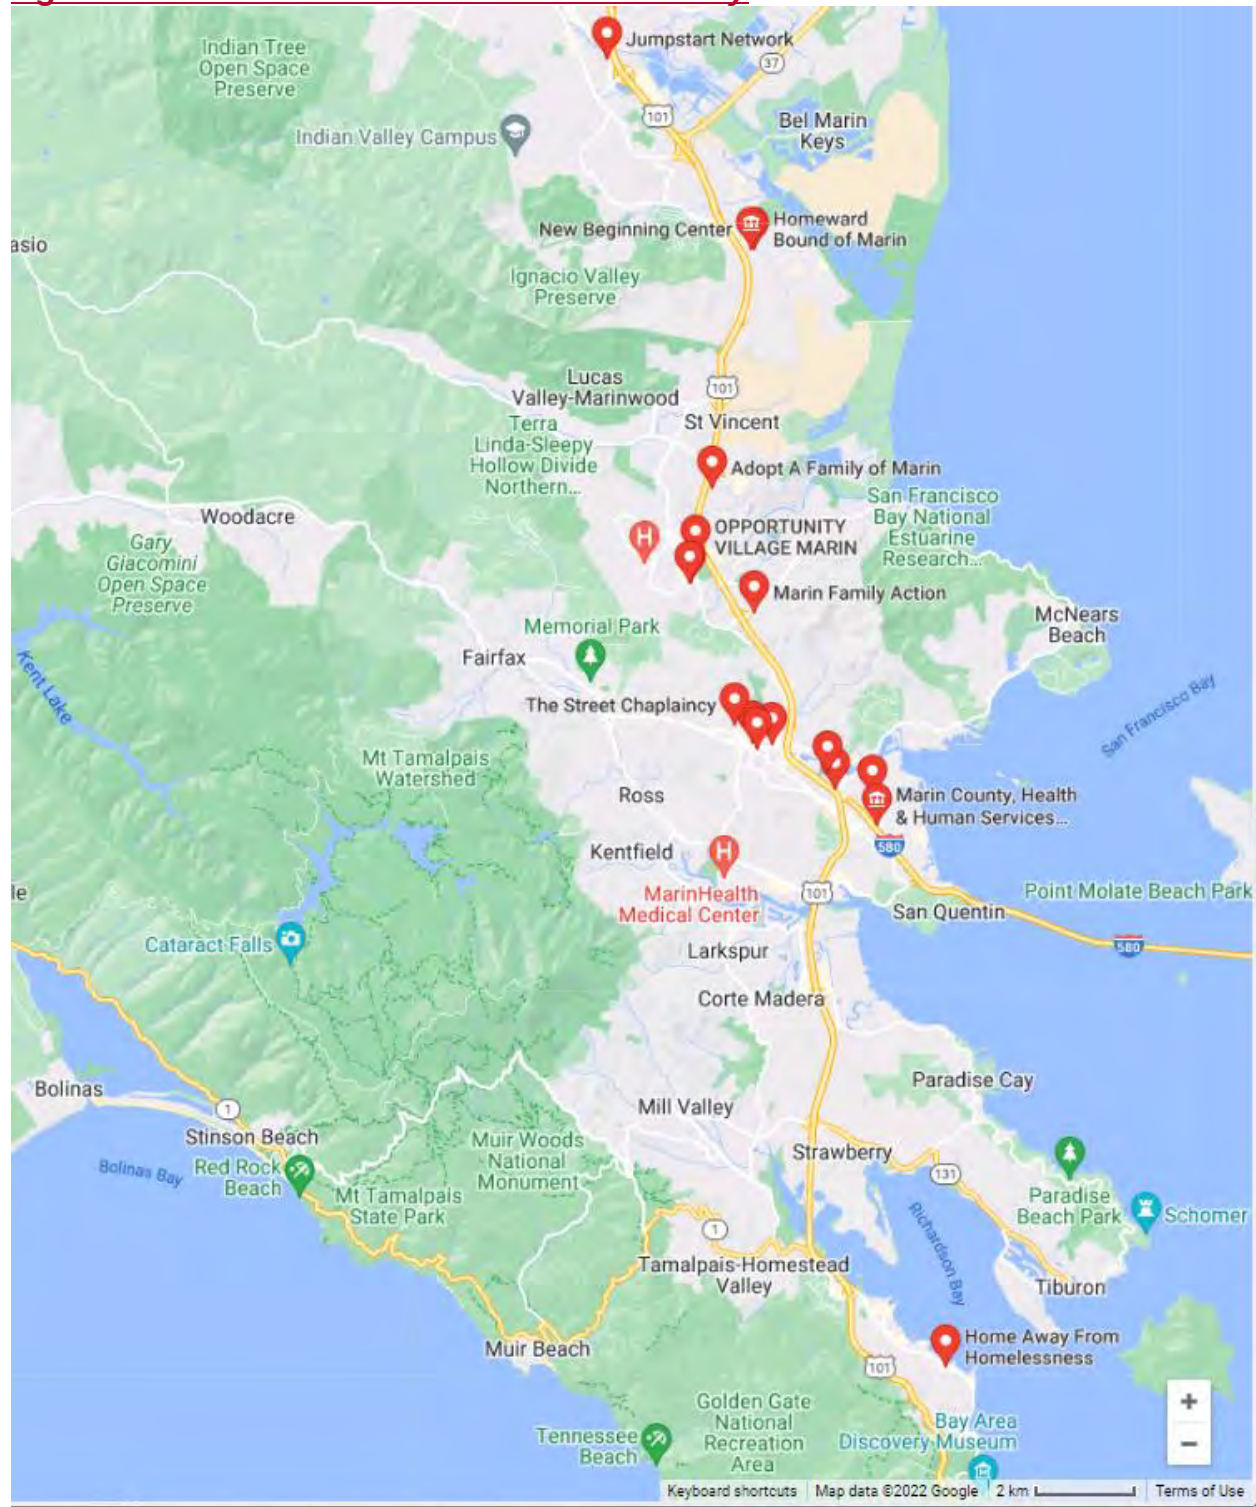 Jumpstart Network
Indian Tree
Open Space
Preserve
37
101
Indian Valley Campus
Bel Marin
Keys
New Beginning Center
Homeward
Bound of Marin
asio
Ignacio Valley
Preserve
Lucas
Valley-Marinwood
101
St Vincent
Terra
Linda-Sleepy
Hollow Divide
Northern...
Adopt A Family of Marin
San Francisco
Bay National
Estuarine
Research...
Woodacre
OPPORTUNITY
VILLAGE MARIN
H
Gary
Giacomini
Open Space
Preserve
Marin Family Action
McNears
Beach
Memorial Park
Fairfax
Kent Lake
The Street Chaplaincy
San Francisco Bay
Mt Tamalpais
Watershed
Ross
Marin County, Health
& Human Services...
Kentfield
H
580
MarinHealth
Medical Center
101
Point Molate Beach Park
le
San Quentin
580
Cataract Falls
Larkspur
Corte Madera
Bolinas
Paradise Cay
1
Mill Valley
Stinson Beach
Muir Woods
National
Monument
Strawberry
Bolinas Bay
Red Rock
Beach
131
Mt Tamalpais
State Park
Paradise
Beach Park
Schomer
1
Richardson Bay
Tamalpais-Homestead
Valley
Tiburon
Muir Beach
Home Away From
Homelessness
101
Golden Gate
National
Recreation
Area
Bay Area
Discovery Museum
Tennessee
Beach
+
−
Keyboard shortcuts
Map data ©2022 Google
2 km
Terms of Use